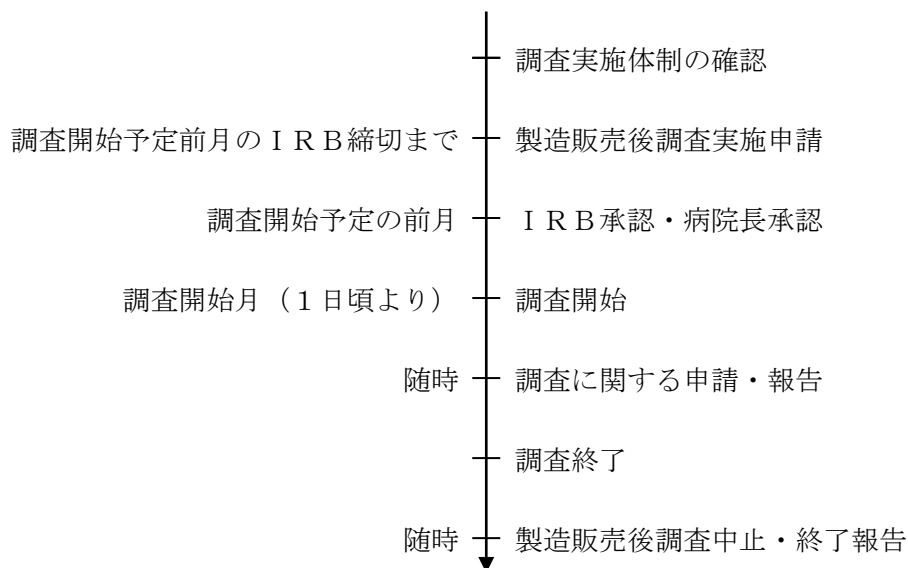 調査実施体制の確認
調査開始予定前月のＩＲＢ締切まで 製造販売後調査実施申請
調査開始予定の前月 ＩＲＢ承認・病院長承認
調査開始月（１日頃より） 調査開始
随時 調査に関する申請・報告
調査終了
随時 製造販売後調査中止・終了報告